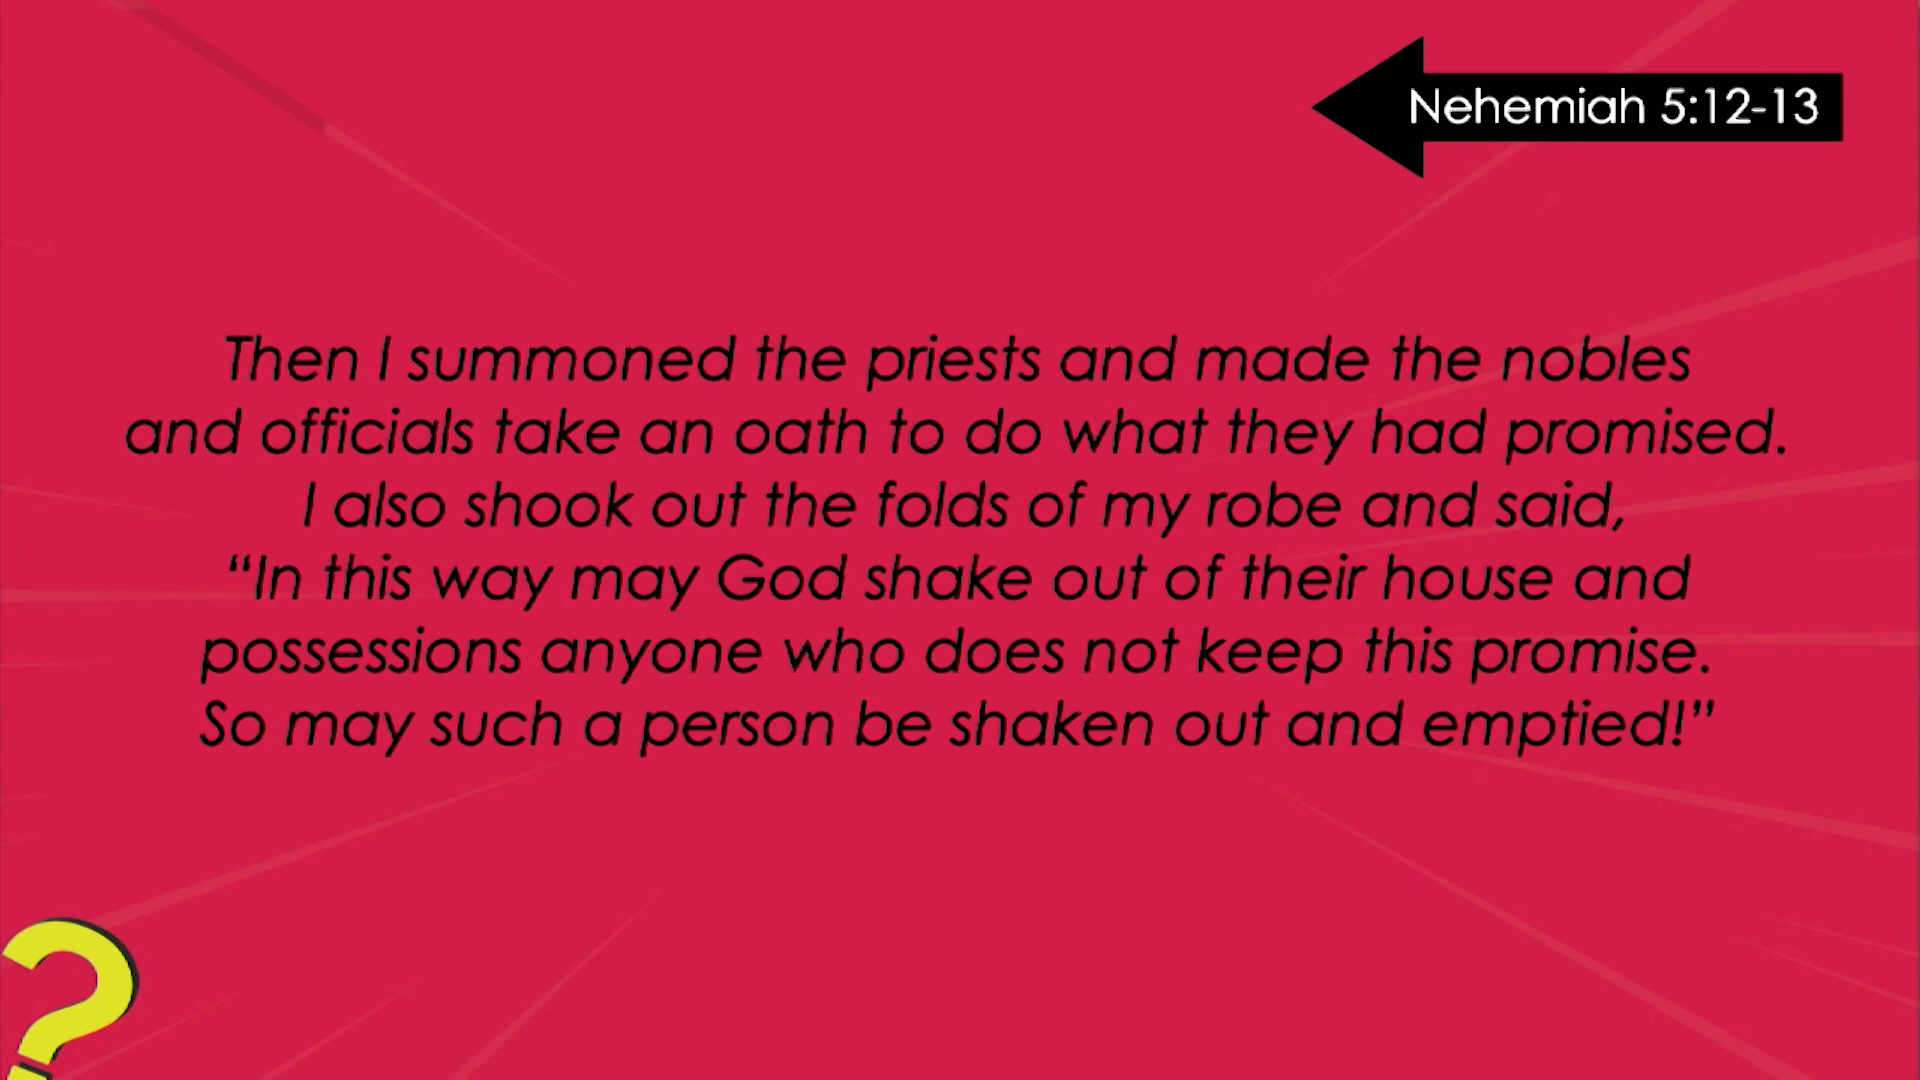 Nehemiah 5:12-13
Then I summoned the priests and made the nobles
and officials take an oath to do what they had promised.
I also shook out the folds of my robe and said,
“In this way may God shake out of their house and
possessions anyone who does not keep this promise.
So may such a person be shaken out and emptied!”
?